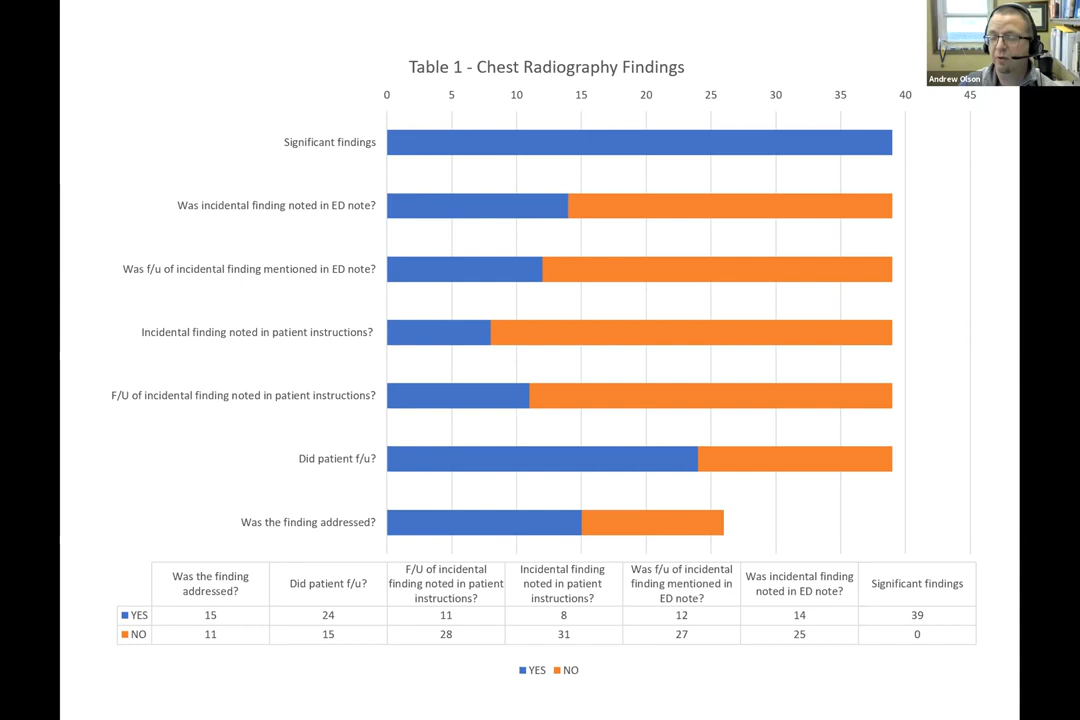 Andrew Olson
Table 1 - Chest Radiography Findings
0 5 10 15 20 25 30 35 40 45
Significant findings
Was incidental finding noted in ED note?
Was f/u of incidental finding mentioned in ED note?
Incidental finding noted in patient instructions?
F/U of incidental finding noted in patient instructions?
Did patient f/u?
Was the finding addressed?
Was the finding
addressed?
Did patient f/u?
F/U of incidental
finding noted in patient
instructions?
Incidental finding
noted in patient
instructions?
Was f/u of incidental
finding mentioned in
ED note?
Was incidental finding
noted in ED note?
Significant findings
YES 15 24 11 8 12 14 39
NO 11 15 28 31 27 25 0
YES NO